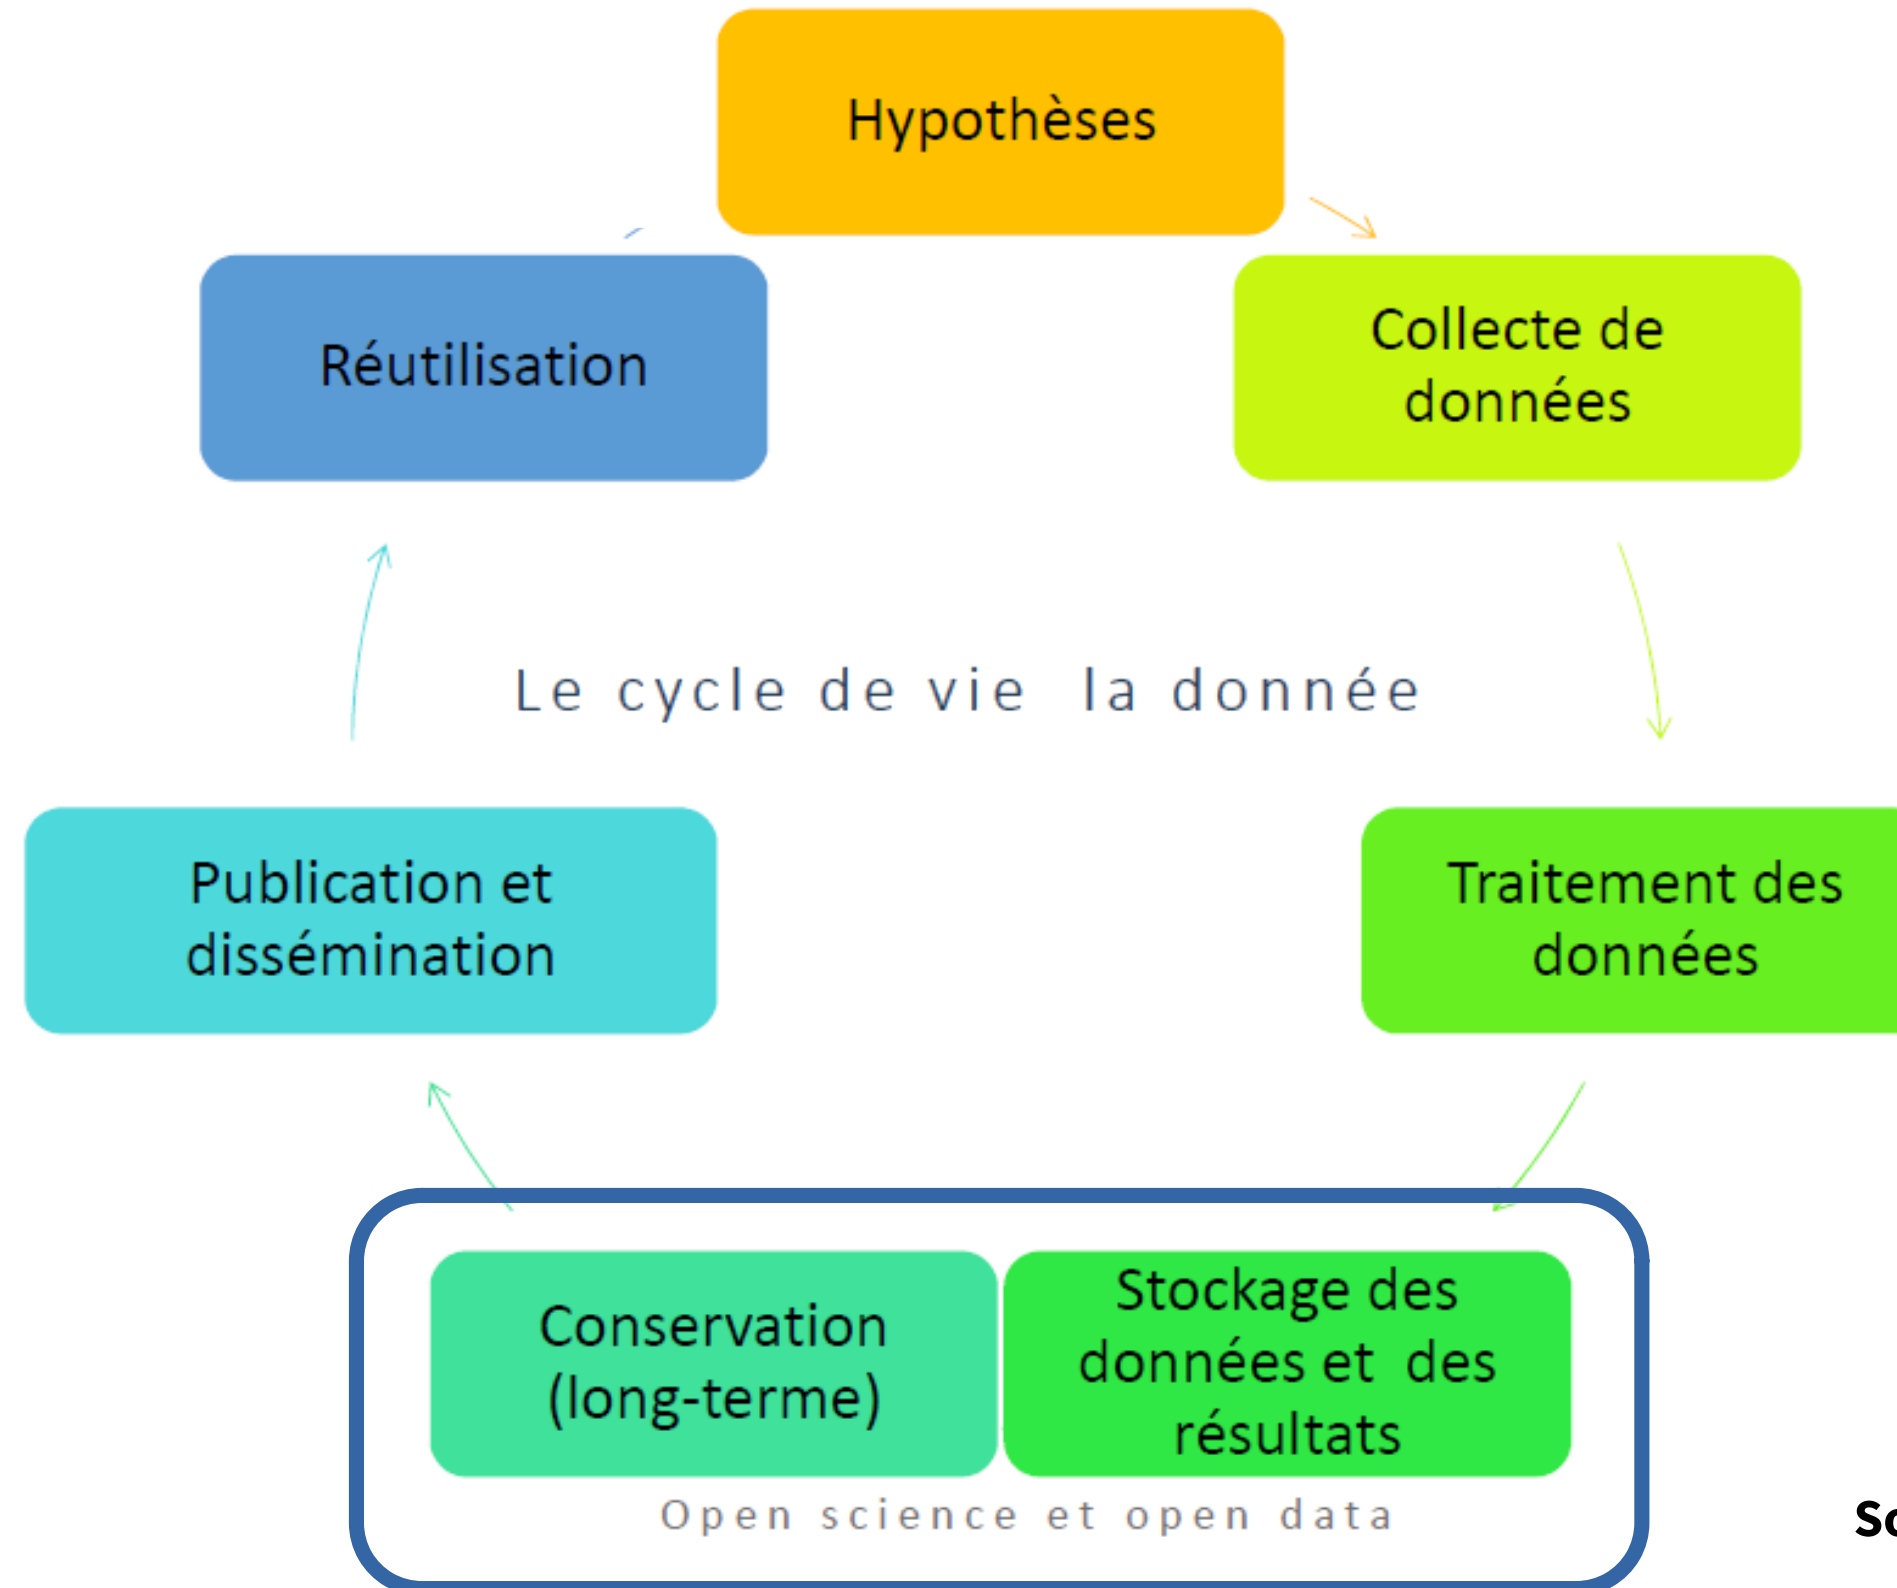 Hypothèses
Réutilisation
Collecte de
données
Le cycle de vie la donnée
Publication et
dissémination
Traitement des
données
Conservation
(long-terme)
Stockage des
données et des
résultats
Open science et open data